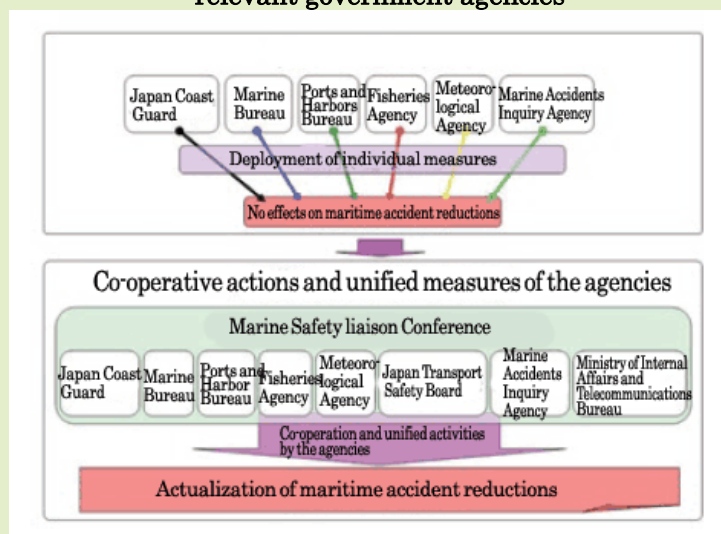 relevant government agencies
Japan Coast
Guard
Marine
Bureau
Ports and
Harbors
Bureau
Fisheries
Agency
Meteoro-
logical
Agency
Marine Accidents
Inquiry Agency
Deployment of individual measures
No effects on maritime accident reductions
Co-operative actions and unified measures of the agencies
Marine Safety liaison Conference
Japan Coast
Guard
Marine
Bureau
Ports and
Harbor
Bureau
Fisheries
Agency
Meteoro-
logical
Agency
Japan Transport
Safety Board
Marine
Accidents
Inquiry
Agency
Ministry of Internal
Affairs and
Telecommunications
Bureau
Co-operation and unified activities
by the agencies
Actualization of maritime accident reductions